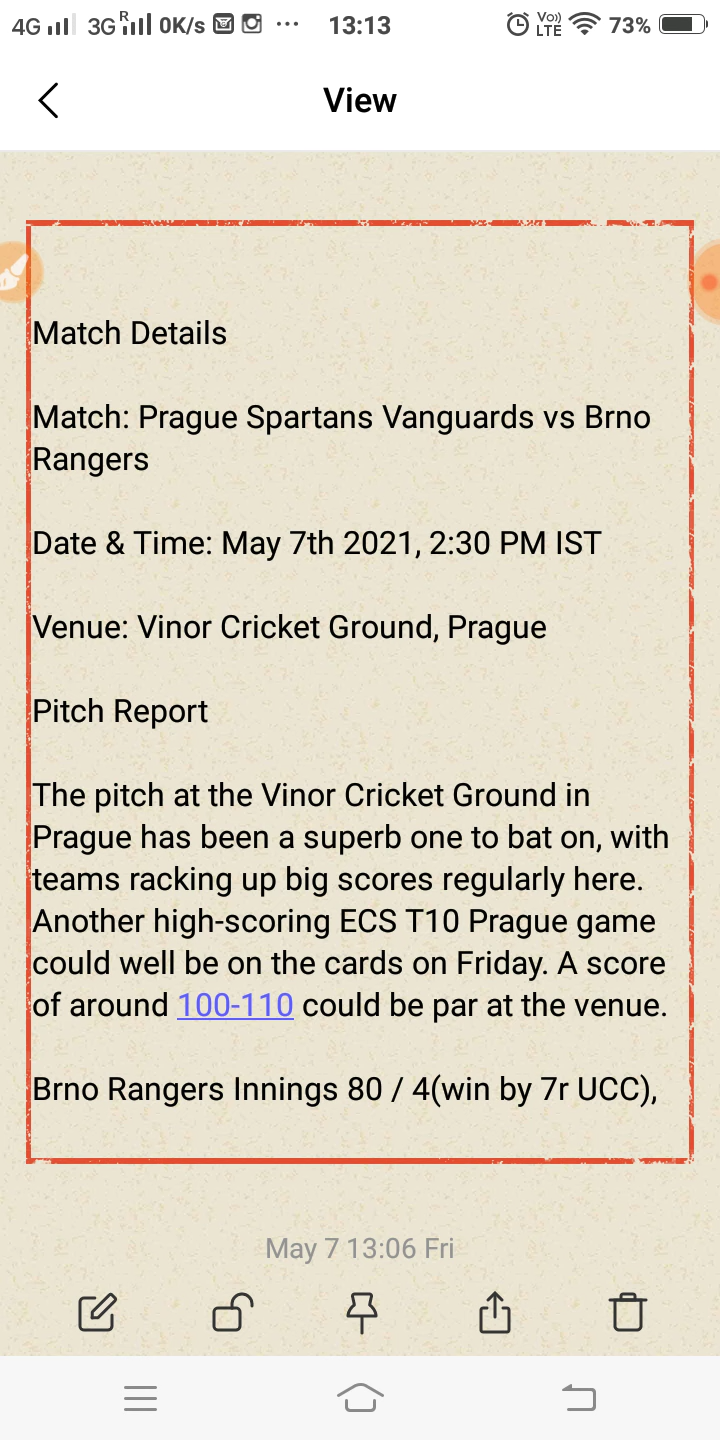 4G 3G R 0K/s ... 13:13 Vo)) LTE 73%
View
Match Details
Match: Prague Spartans Vanguards vs Brno
Rangers
Date & Time: May 7th 2021, 2:30 PM IST
Venue: Vinor Cricket Ground, Prague
Pitch Report
The pitch at the Vinor Cricket Ground in
Prague has been a superb one to bat on, with
teams racking up big scores regularly here.
Another high-scoring ECS T10 Prague game
could well be on the cards on Friday. A score
of around 100-110 could be par at the venue.
Brno Rangers Innings 80 / 4(win by 7r UCC),
May 7 13:06 Fri